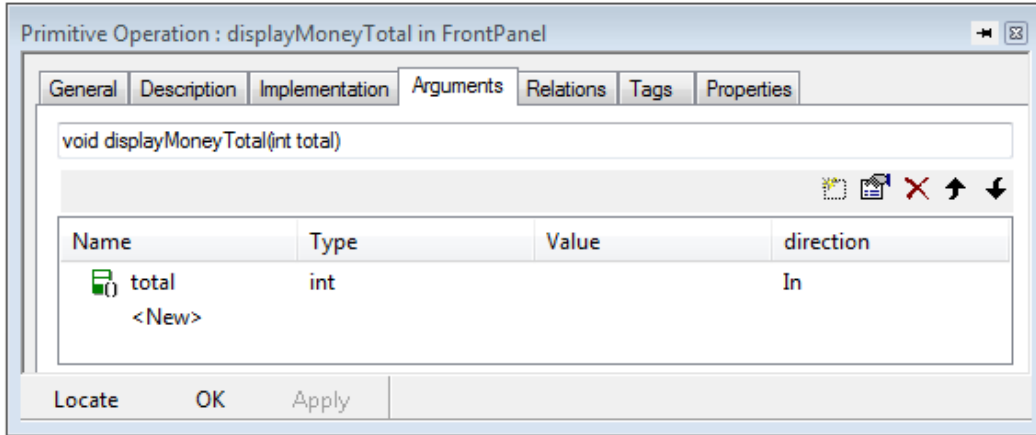 Primitive Operation : displayMoneyTotal in FrontPanel
General Description Implementation Arguments Relations Tags Properties
void displayMoneyTotal(int total)
Name Type Value direction
total int In
<New>
Locate OK Apply